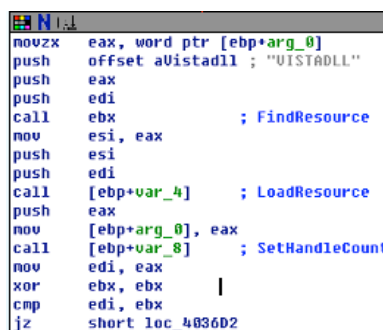 movzx eax, word ptr [ebp+arg_0]
push offset aVistadll ; "VISTADLL"
push eax
push edi
call ebx ; FindResource
mov esi, eax
push esi
push edi
call [ebp+var_4] ; LoadResource
push eax
mov [ebp+arg_0], eax
call [ebp+var_8] ; SetHandleCount
mov edi, eax
xor ebx, ebx
cmp edi, ebx
jz short loc_4036D2